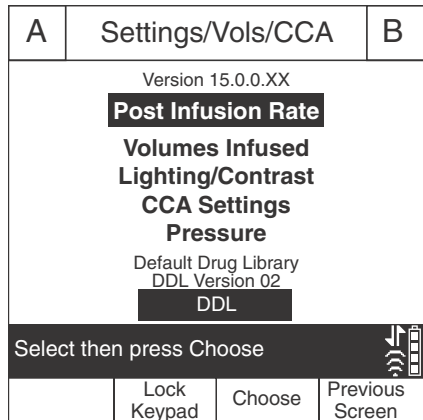 A Settings/Vols/CCA B
Version 15.0.0.XX
Post Infusion Rate
Volumes Infused
Lighting/Contrast
CCA Settings
Pressure
Default Drug Library
DDL Version 02
DDL
Select then press Choose
Lock Keypad
Choose
Previous Screen